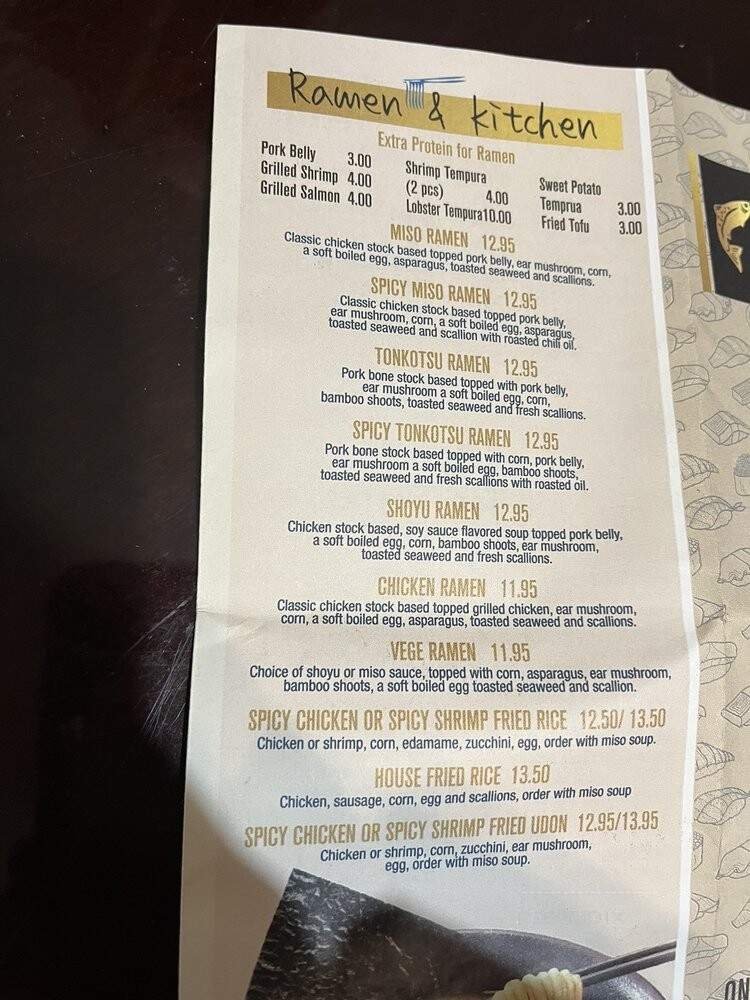 Ramen & kitchen
Extra Protein for Ramen
Pork Belly 3.00
Grilled Shrimp 4.00
Grilled Salmon 4.00
Shrimp Tempura
(2 pcs) 4.00
Lobster Tempura10.00
Sweet Potato
Temprua 3.00
Fried Tofu 3.00
MISO RAMEN 12.95
Classic chicken stock based topped pork belly, ear mushroom, corn,
a soft boiled egg, asparagus, toasted seaweed and scallions.
SPICY MISO RAMEN 12.95
Classic chicken stock based topped pork belly,
ear mushroom, corn, a soft boiled egg, asparagus,
toasted seaweed and scallion with roasted chili oil.
TONKOTSU RAMEN 12.95
Pork bone stock based topped with pork belly,
ear mushroom a soft boiled egg, corn,
bamboo shoots, toasted seaweed and fresh scallions.
SPICY TONKOTSU RAMEN 12.95
Pork bone stock based topped with corn, pork belly,
ear mushroom a soft boiled egg, bamboo shoots,
toasted seaweed and fresh scallions with roasted oil.
SHOYU RAMEN 12.95
Chicken stock based, soy sauce flavored soup topped pork belly,
a soft boiled egg, corn, bamboo shoots, ear mushroom,
toasted seaweed and fresh scallions.
CHICKEN RAMEN 11.95
Classic chicken stock based topped grilled chicken, ear mushroom,
corn, a soft boiled egg, asparagus, toasted seaweed and scallions.
VEGE RAMEN 11.95
Choice of shoyu or miso sauce, topped with corn, asparagus, ear mushroom,
bamboo shoots, a soft boiled egg toasted seaweed and scallion.
SPICY CHICKEN OR SPICY SHRIMP FRIED RICE 12.50/ 13.50
Chicken or shrimp, corn, edamame, zucchini, egg, order with miso soup.
HOUSE FRIED RICE 13.50
Chicken, sausage, corn, egg and scallions, order with miso soup
SPICY CHICKEN OR SPICY SHRIMP FRIED UDON 12.95/13.95
Chicken or shrimp, corn, zucchini, ear mushroom,
egg, order with miso soup.